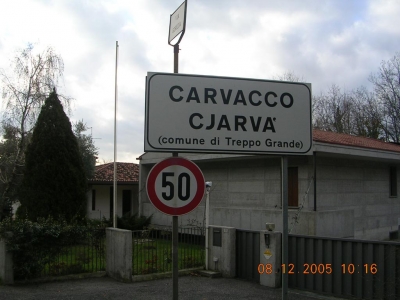 CARVACCO
CJARVÀ
(comune di Treppo Grande)
50
08.12.2005 10:16